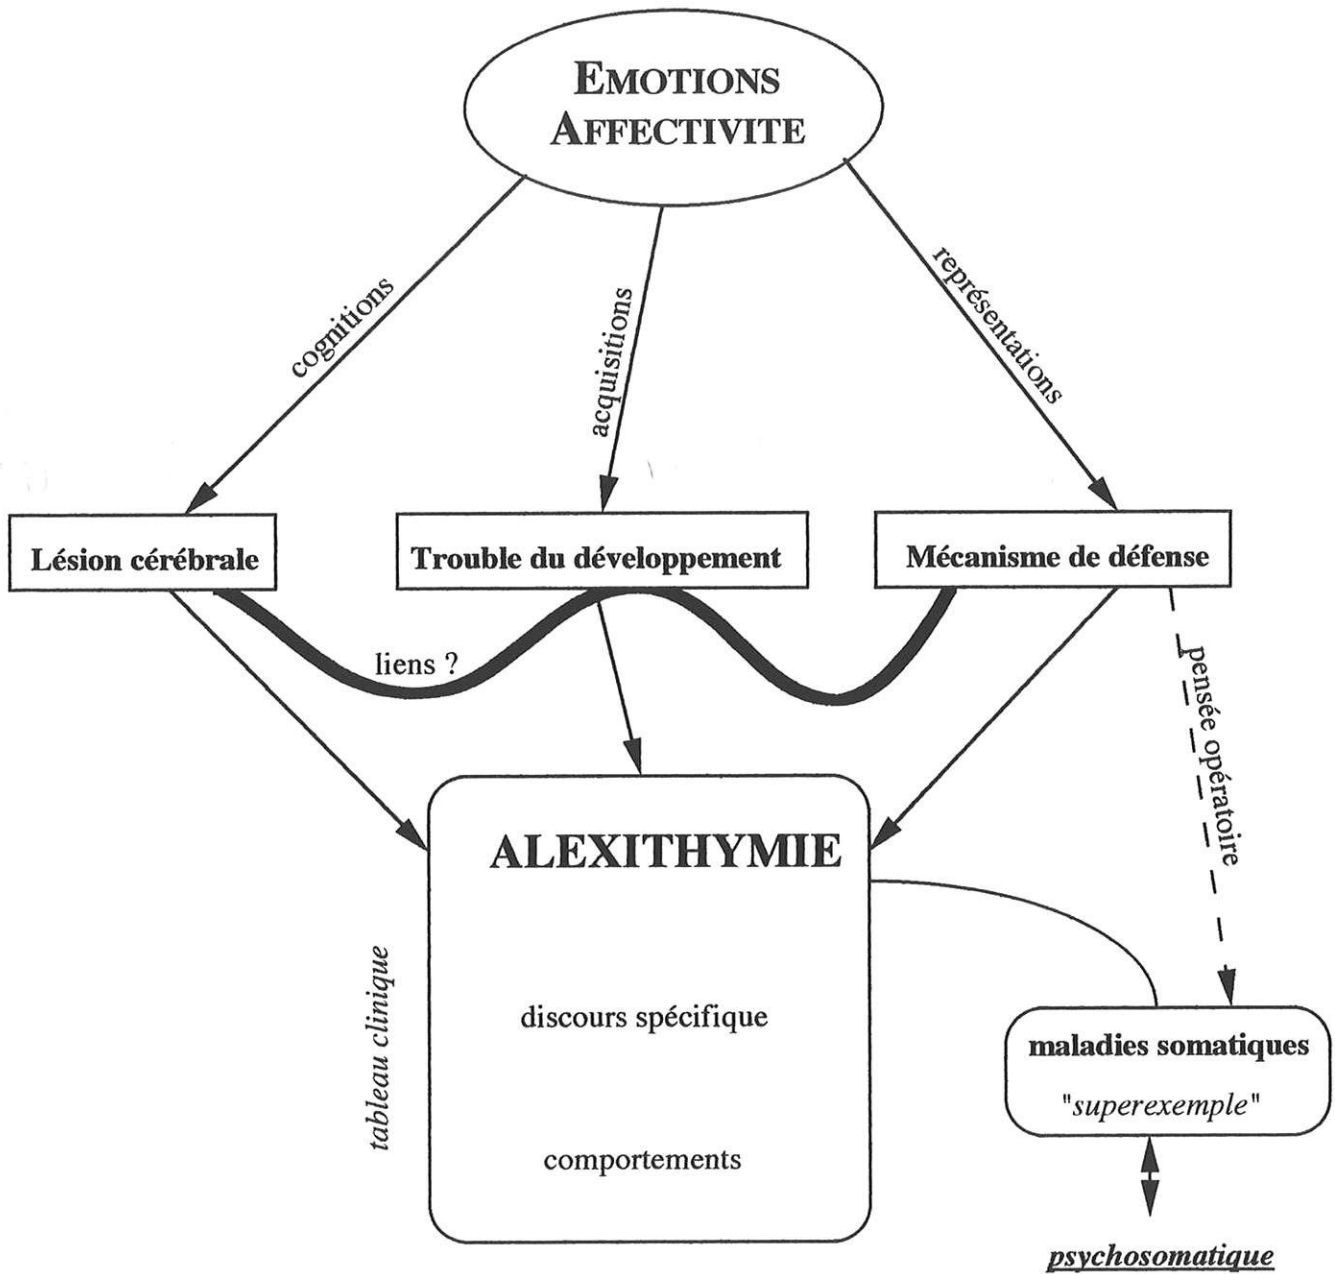 EMOTIONS
AFFECTIVITE
cognitions
acquisitions
représentations
Lésion cérébrale
Trouble du développement
Mécanisme de défense
liens ?
pensée opératoire
ALEXITHYMIE
tableau clinique
discours spécifique
comportements
maladies somatiques
"superexemple"
psychosomatique